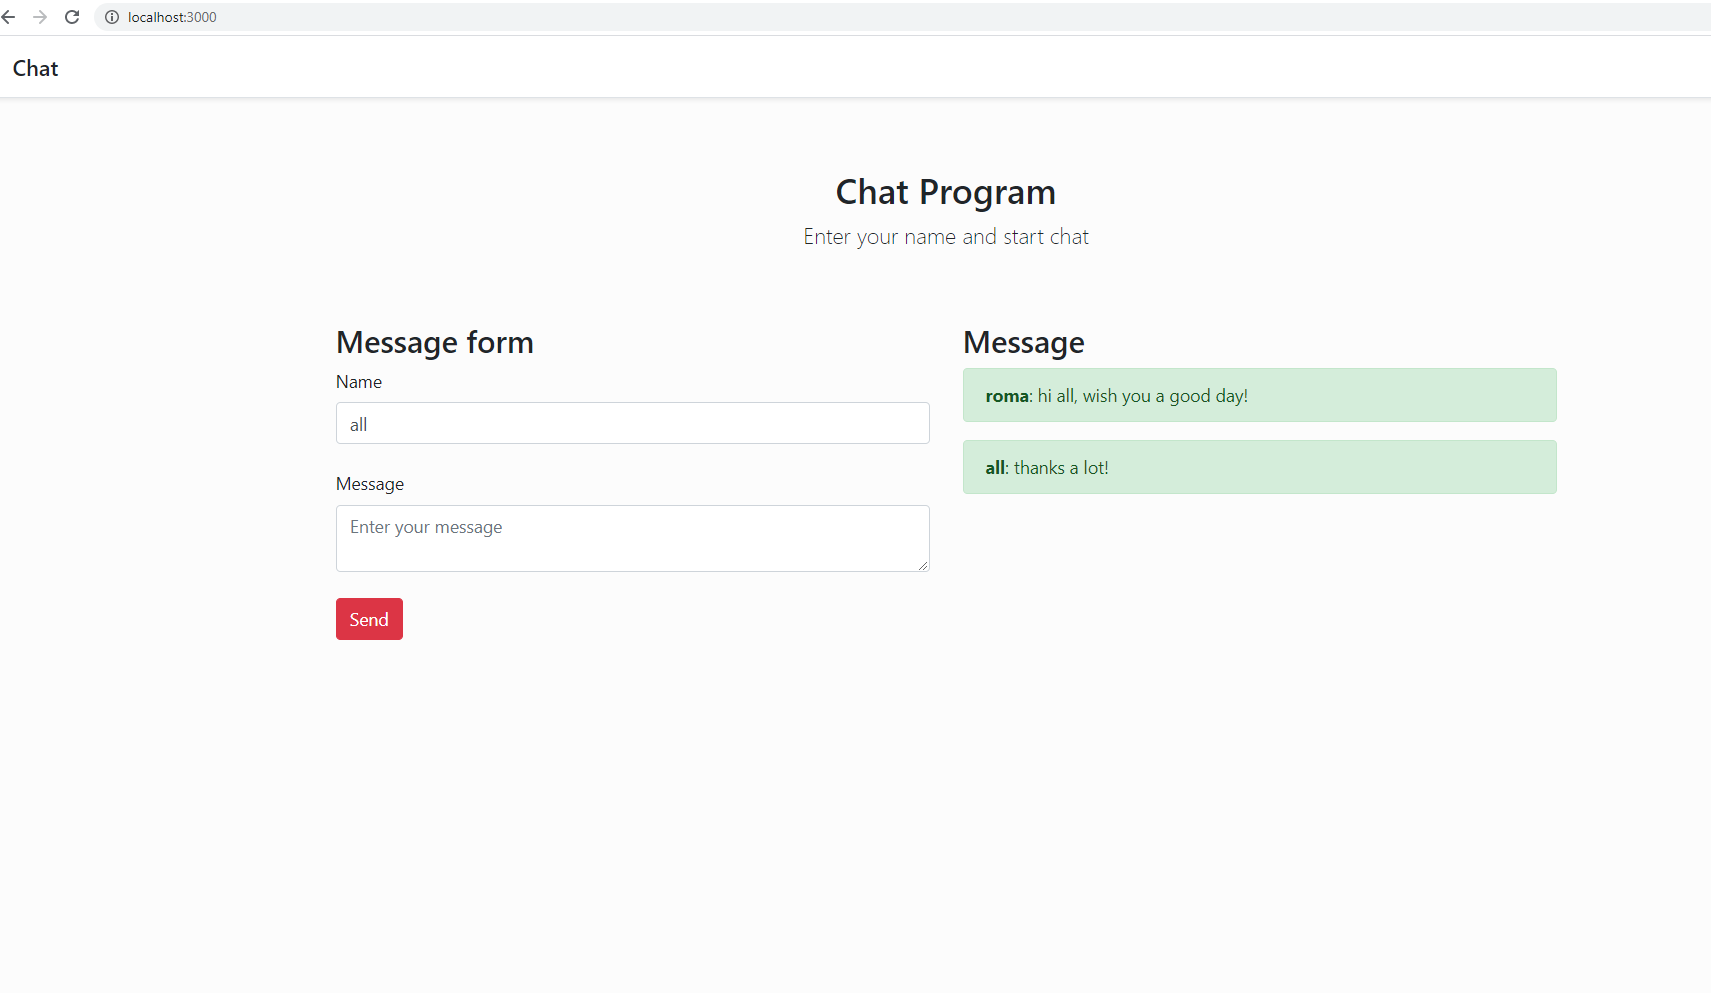 localhost:3000
Chat
Chat Program
Enter your name and start chat
Message form
Name
all
Message
Enter your message
Send
Message
roma: hi all, wish you a good day!
all: thanks a lot!